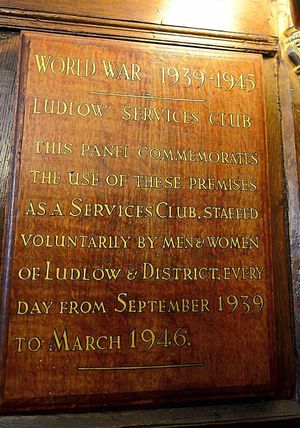 WORLD WAR 1939-1945
LUDLOW SERVICES CLUB
THIS PANEL COMMEMORATES
THE USE OF THESE PREMISES
AS A SERVICES CLUB, STAFFED
VOLUNTARILY BY MEN & WOMEN
OF LUDLOW & DISTRICT, EVERY
DAY FROM SEPTEMBER 1939
TO MARCH 1946.